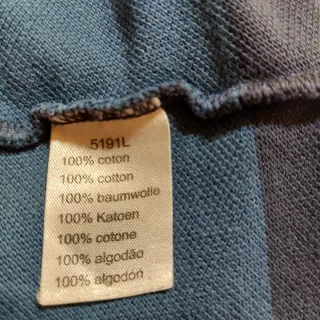 5191L
100% coton
100% cotton
100% baumwolle
100% Katoen
100% cotone
100% algodão
100% algodón